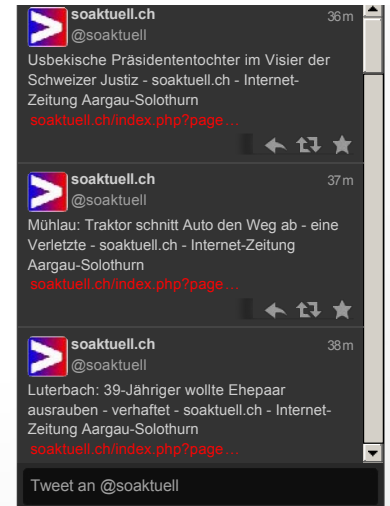 soaktuell.ch 36m
@soaktuell
Usbekische Präsidententochter im Visier der
Schweizer Justiz - soaktuell.ch - Internet-
Zeitung Aargau-Solothurn
soaktuell.ch/index.php?page…
soaktuell.ch 37m
@soaktuell
Mühlau: Traktor schnitt Auto den Weg ab - eine
Verletzte - soaktuell.ch - Internet-Zeitung
Aargau-Solothurn
soaktuell.ch/index.php?page…
soaktuell.ch 38m
@soaktuell
Luterbach: 39-Jähriger wollte Ehepaar
ausrauben - verhaftet - soaktuell.ch - Internet-
Zeitung Aargau-Solothurn
soaktuell.ch/index.php?page…
Tweet an @soaktuell